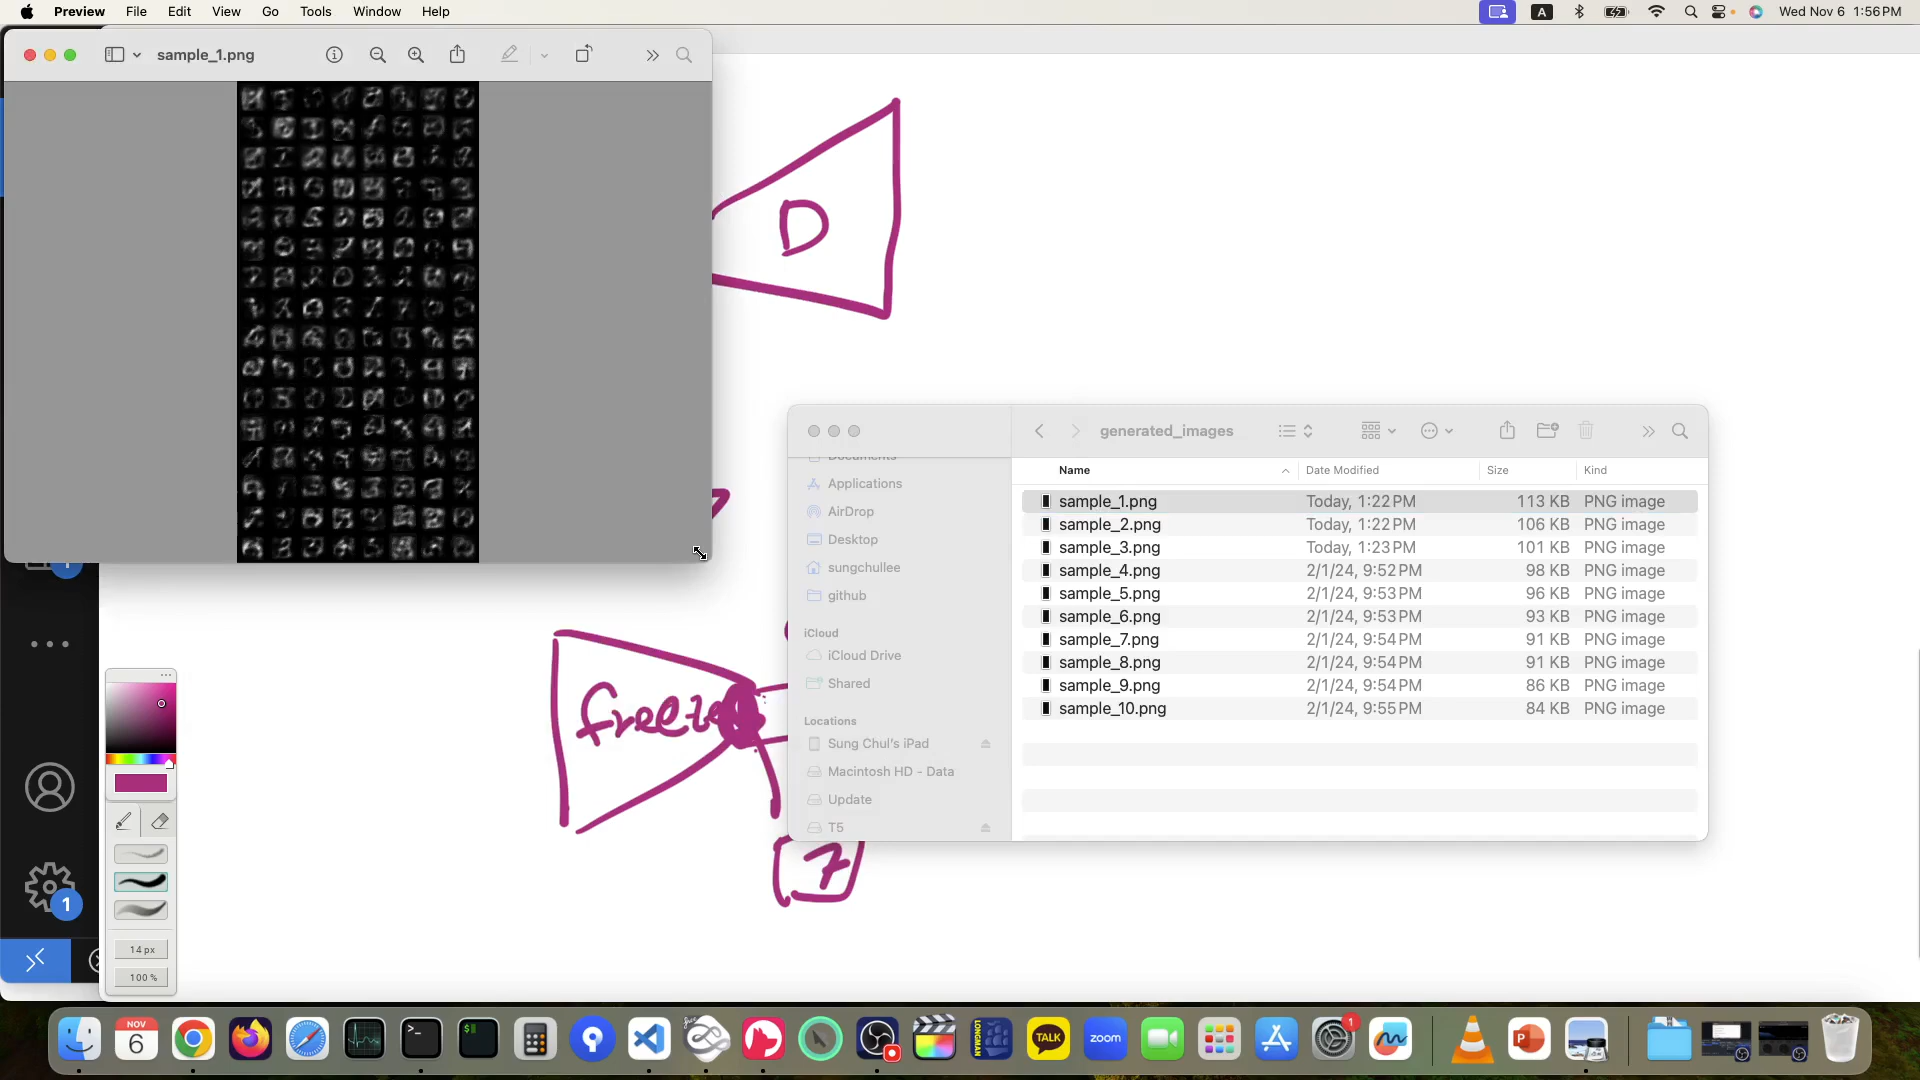 Preview File Edit View Go Tools Window Help
A
Wed Nov 6 1:56 PM
sample_1.png
D
generated_images
Name Date Modified Size Kind
sample_1.png Today, 1:22 PM 113 KB PNG image
sample_2.png Today, 1:22 PM 106 KB PNG image
sample_3.png Today, 1:23 PM 101 KB PNG image
sample_4.png 2/1/24, 9:52 PM 98 KB PNG image
sample_5.png 2/1/24, 9:53 PM 96 KB PNG image
sample_6.png 2/1/24, 9:53 PM 93 KB PNG image
sample_7.png 2/1/24, 9:54 PM 91 KB PNG image
sample_8.png 2/1/24, 9:54 PM 91 KB PNG image
sample_9.png 2/1/24, 9:54 PM 86 KB PNG image
sample_10.png 2/1/24, 9:55 PM 84 KB PNG image
Documents
Applications
AirDrop
Desktop
sungchullee
github
iCloud
iCloud Drive
Shared
Locations
Sung Chul's iPad
Macintosh HD - Data
Update
T5
7
1
14 px
100 %
NOV
6
LONGMAN
TALK
zoom
1
P